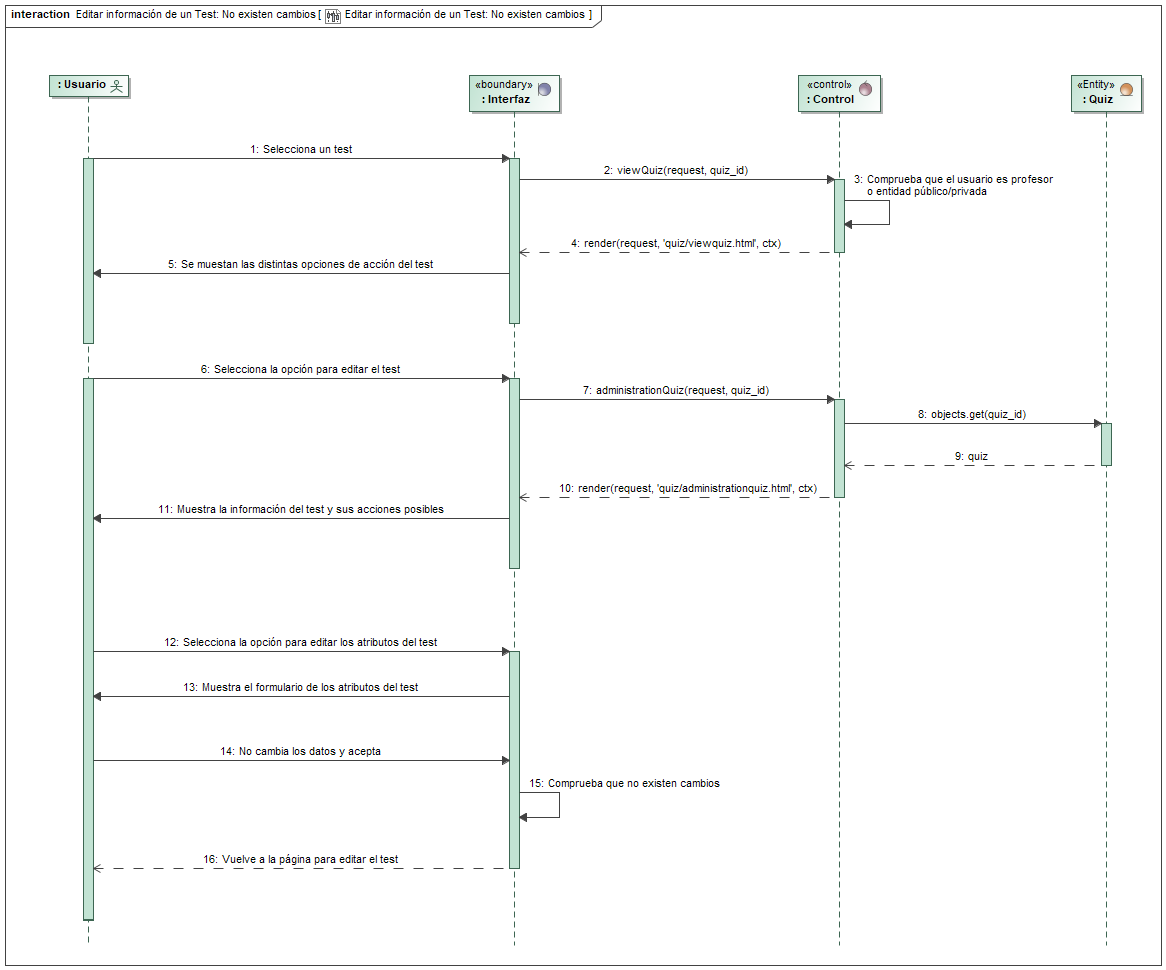 interaction Editar información de un Test: No existen cambios [ Editar información de un Test: No existen cambios ]
: Usuario
«boundary»
: Interfaz
«control»
: Control
«Entity»
: Quiz
1: Selecciona un test
2: viewQuiz(request, quiz_id)
3: Comprueba que el usuario es profesor
o entidad público/privada
4: render(request, 'quiz/viewquiz.html', ctx)
5: Se muestan las distintas opciones de acción del test
6: Selecciona la opción para editar el test
7: administrationQuiz(request, quiz_id)
8: objects.get(quiz_id)
9: quiz
10: render(request, 'quiz/administrationquiz.html', ctx)
11: Muestra la información del test y sus acciones posibles
12: Selecciona la opción para editar los atributos del test
13: Muestra el formulario de los atributos del test
14: No cambia los datos y acepta
15: Comprueba que no existen cambios
16: Vuelve a la página para editar el test